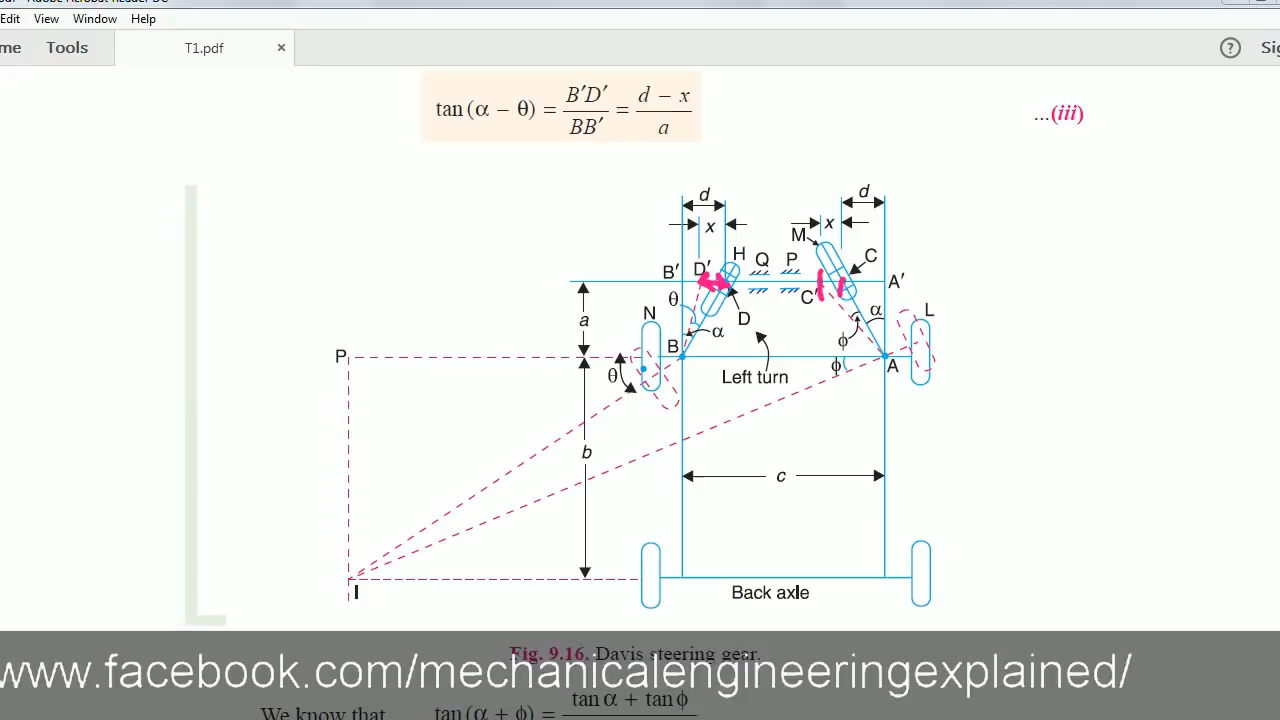 Edit View Window Help
me Tools T1.pdf × ? Sig
tan (α − θ) = B′D′/BB′ = (d − x)/a ...(iii)
d d
x x
M
H Q P C
B′ D′ A′
C′
θ
a N D α L
α
B ϕ
P
θ Left turn ϕ A
b
c
I Back axle
Fig. 9.16. Davis steering gear.
www.facebook.com/mechanicalengineeringexplained/
We know that tan (α + ϕ) = tan α + tan ϕ